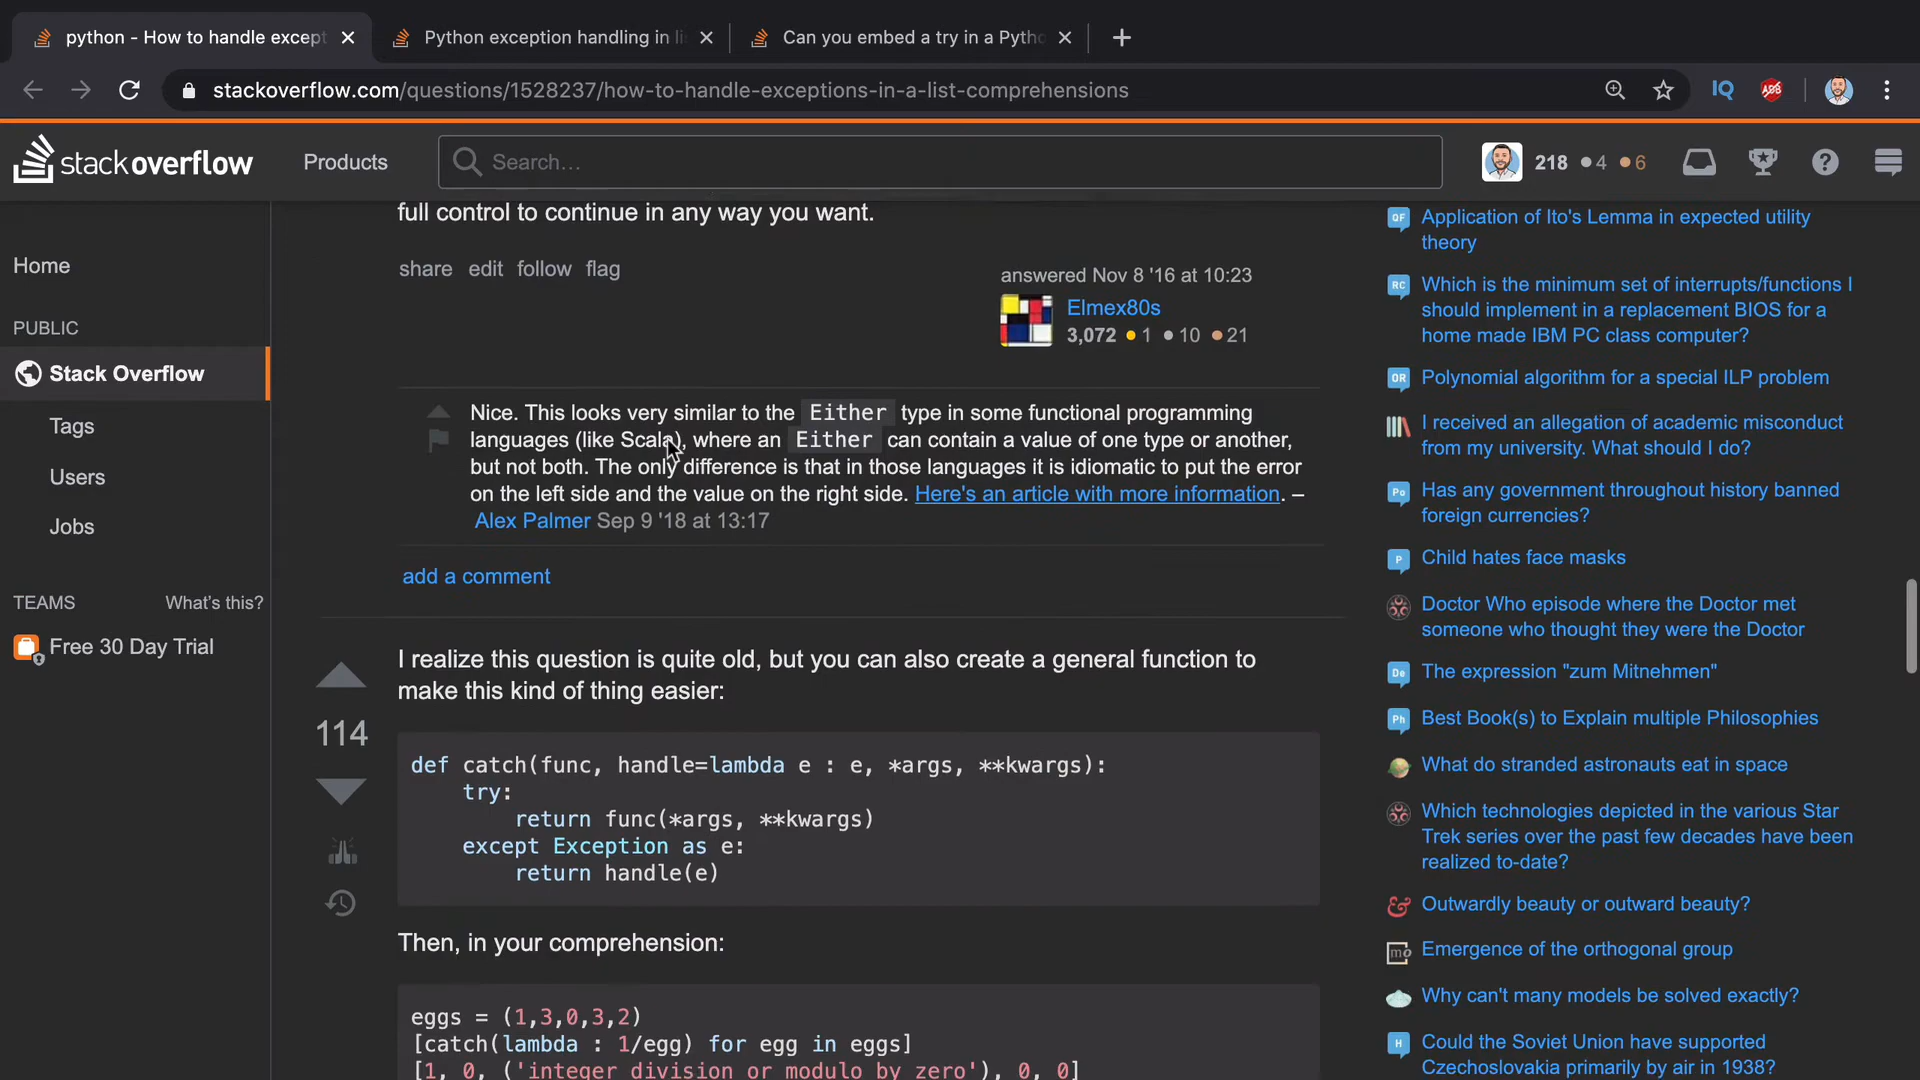 python - How to handle except
Python exception handling in li
Can you embed a try in a Pytho
stackoverflow.com/questions/1528237/how-to-handle-exceptions-in-a-list-comprehensions
IQ
ABB
stackoverflow
Products
Search…
218 4 6
Home
PUBLIC
Stack Overflow
Tags
Users
Jobs
TEAMS What's this?
Free 30 Day Trial
full control to continue in any way you want.
share edit follow flag
answered Nov 8 '16 at 10:23
Elmex80s
3,072 1 10 21
Nice. This looks very similar to the Either type in some functional programming
languages (like Scala), where an Either can contain a value of one type or another,
but not both. The only difference is that in those languages it is idiomatic to put the error
on the left side and the value on the right side. Here's an article with more information. –
Alex Palmer Sep 9 '18 at 13:17
add a comment
114
I realize this question is quite old, but you can also create a general function to
make this kind of thing easier:
def catch(func, handle=lambda e : e, *args, **kwargs):
try:
return func(*args, **kwargs)
except Exception as e:
return handle(e)
Then, in your comprehension:
eggs = (1,3,0,3,2)
[catch(lambda : 1/egg) for egg in eggs]
[1, 0, ('integer division or modulo by zero'), 0, 0]
QF Application of Ito's Lemma in expected utility
theory
RC Which is the minimum set of interrupts/functions I
should implement in a replacement BIOS for a
home made IBM PC class computer?
OR Polynomial algorithm for a special ILP problem
I received an allegation of academic misconduct
from my university. What should I do?
Po Has any government throughout history banned
foreign currencies?
P Child hates face masks
Doctor Who episode where the Doctor met
someone who thought they were the Doctor
De The expression "zum Mitnehmen"
Ph Best Book(s) to Explain multiple Philosophies
What do stranded astronauts eat in space
Which technologies depicted in the various Star
Trek series over the past few decades have been
realized to-date?
& Outwardly beauty or outward beauty?
mo Emergence of the orthogonal group
Why can't many models be solved exactly?
H Could the Soviet Union have supported
Czechoslovakia primarily by air in 1938?